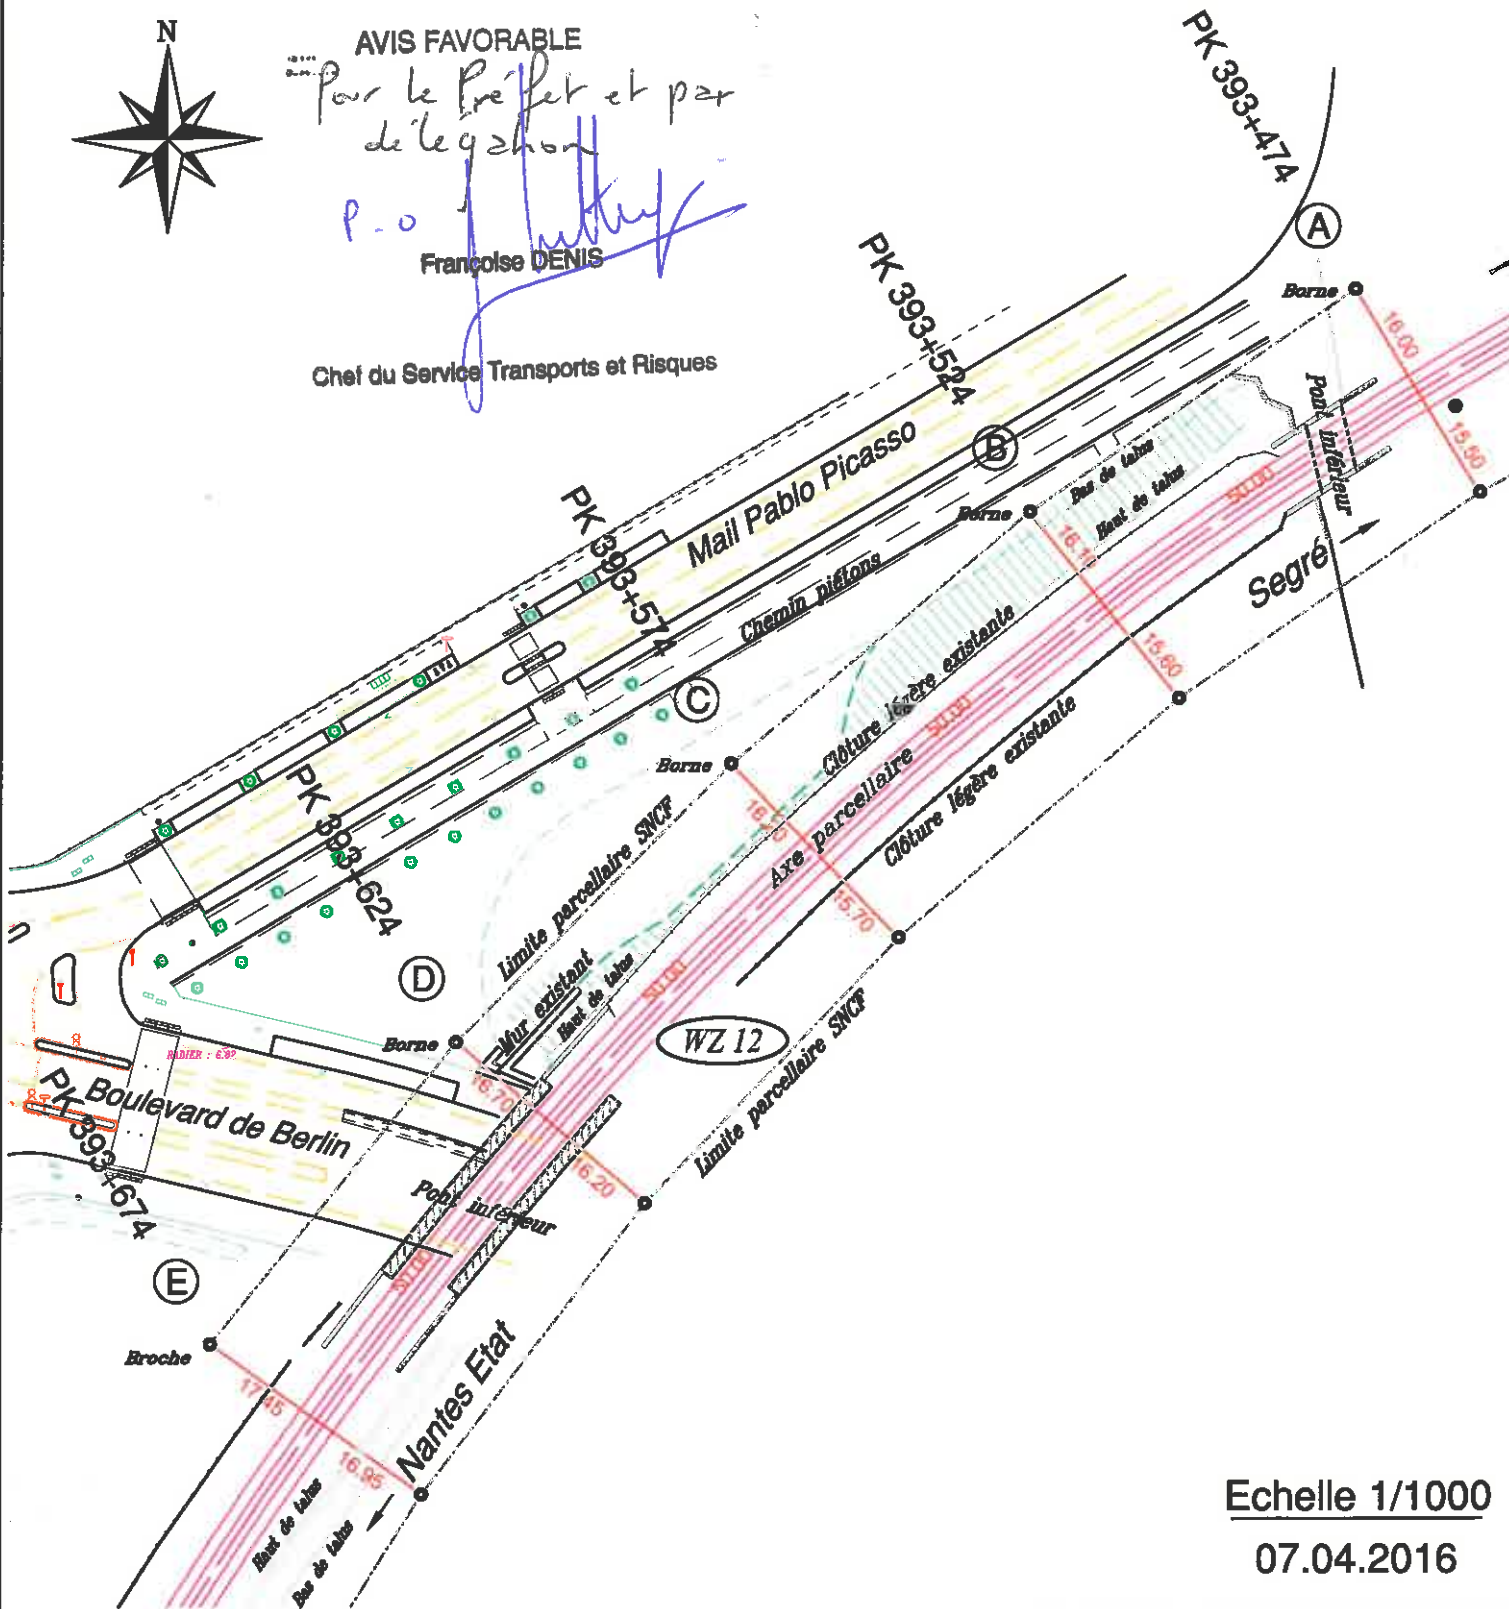 N
AVIS FAVORABLE
Pour le Préfet et par
délégation
P.O
Françoise DENIS
Chef du Service Transports et Risques
PK 393+474
A
Borne
16.00
15.60
PK 393+524
B
Mail Pablo Picasso
Bas de talus
Haut de talus
Pont inférieur
50.00
Borne
16.10
Segré
PK 393+574
Chemin piétons
Clôture légère existante
15.60
C
50.00
Borne
16.20
Axe parcellaire
Clôture légère existante
PK 393+624
Limite parcellaire SNCF
15.70
D
Mur existant
Haut de talus
50.00
WZ 12
Limite parcellaire SNCF
Borne
RADIER : 6.92
16.70
Boulevard de Berlin
PK 393+674
16.20
Pont inférieur
50.00
E
Broche
17.45
16.95
Nantes Etat
Haut de talus
Bas de talus
Echelle 1/1000
07.04.2016